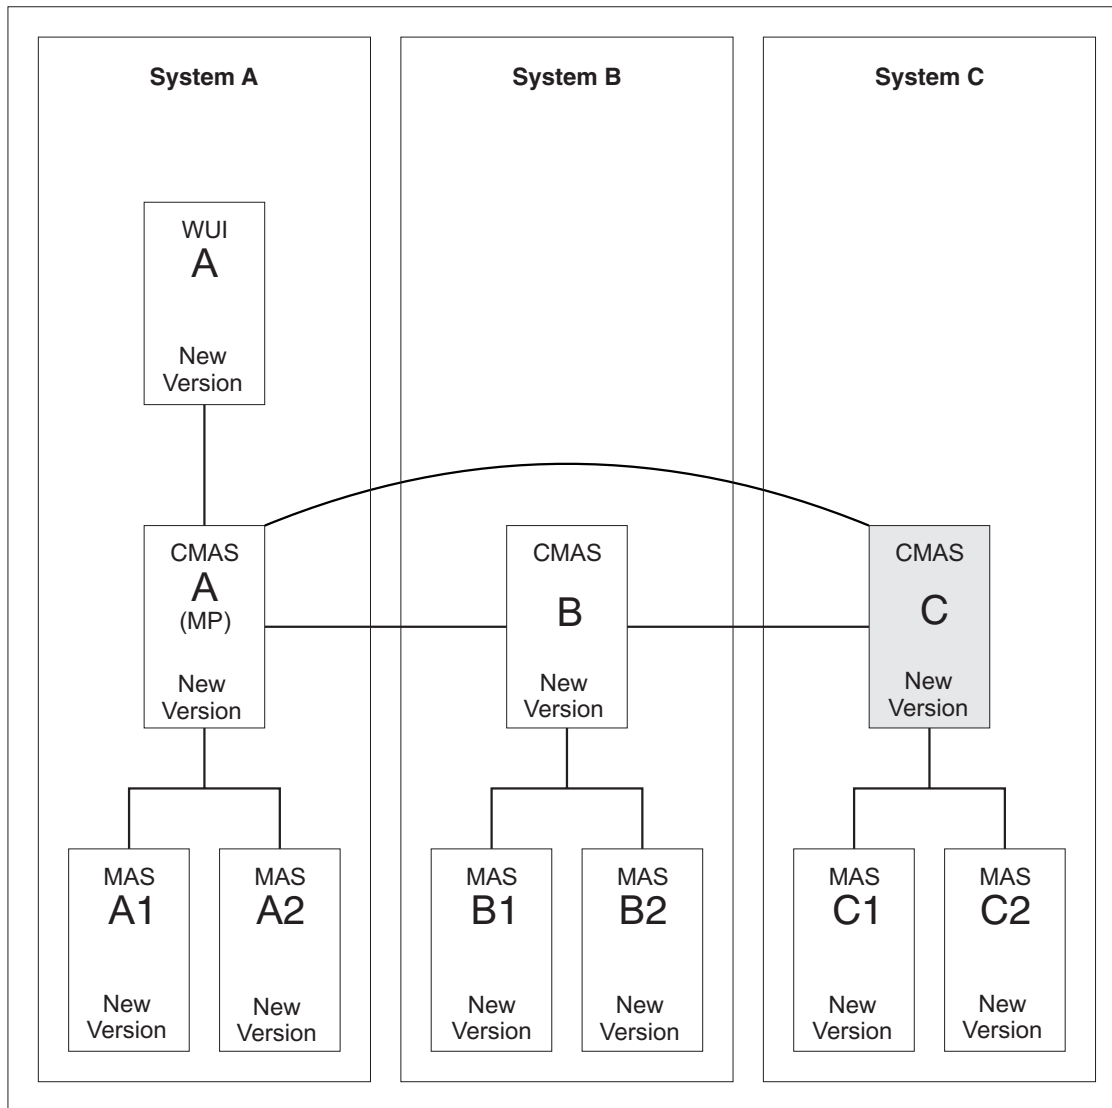 System A
System B
System C
WUI
A
New
Version
CMAS
A
(MP)
New
Version
CMAS
B
New
Version
CMAS
C
New
Version
MAS
A1
New
Version
MAS
A2
New
Version
MAS
B1
New
Version
MAS
B2
New
Version
MAS
C1
New
Version
MAS
C2
New
Version